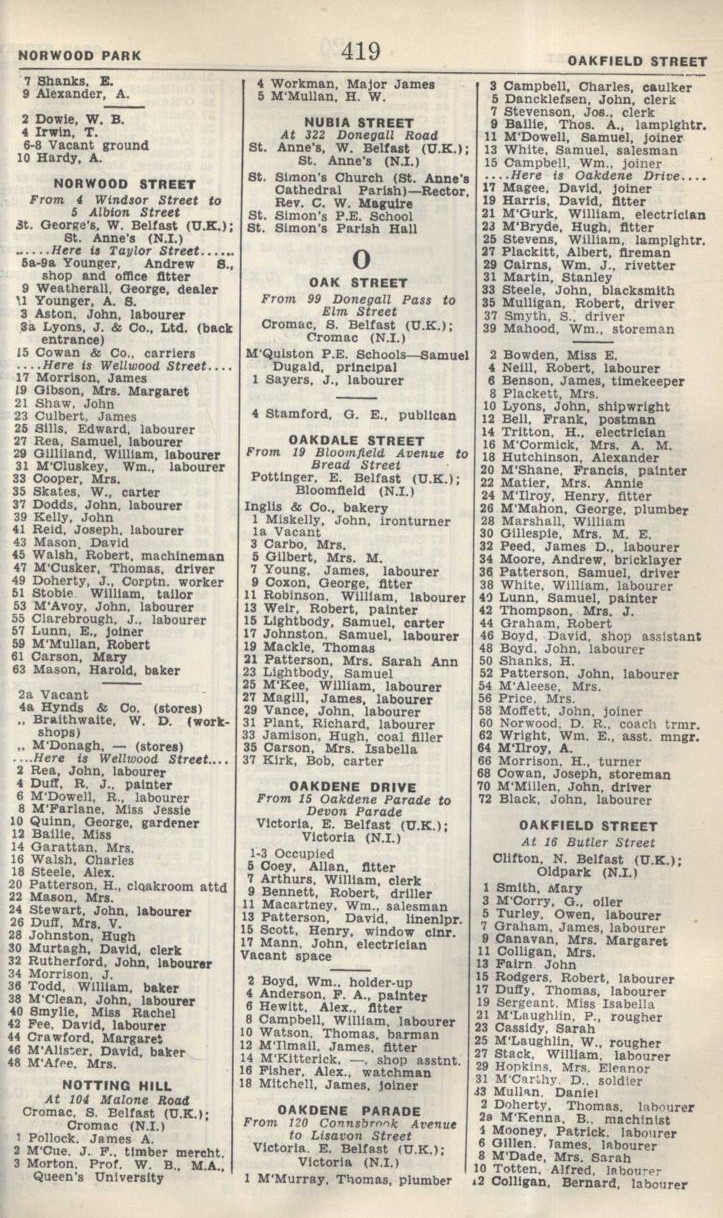 NORWOOD PARK
419
OAKFIELD STREET
7 Shanks, E.
9 Alexander, A.
2 Dowie, W. B.
4 Irwin, T.
6-8 Vacant ground
10 Hardy, A.
NORWOOD STREET
From 4 Windsor Street to
5 Albion Street
St. George's, W. Belfast (U.K.);
St. Anne's (N.I.)
......Here is Taylor Street......
5a-9a Younger, Andrew S.,
shop and office fitter
9 Weatherall, George, dealer
11 Younger, A. S.
3 Aston, John, labourer
3a Lyons, J. & Co., Ltd. (back
entrance)
15 Cowan & Co., carriers
....Here is Wellwood Street....
17 Morrison, James
19 Gibson, Mrs. Margaret
21 Shaw, John
23 Culbert, James
25 Sills, Edward, labourer
27 Rea, Samuel, labourer
29 Gilliland, William, labourer
31 M'Cluskey, Wm., labourer
33 Cooper, Mrs.
35 Skates, W., carter
37 Dodds, John, labourer
39 Kelly, John
41 Reid, Joseph, labourer
43 Mason, David
45 Walsh, Robert, machineman
47 M'Cusker, Thomas, driver
49 Doherty, J., Corptn. worker
51 Stobie William, tailor
53 M'Avoy, John, labourer
55 Clarebrough, J., labourer
57 Lunn, E., joiner
59 M'Mullan, Robert
61 Carson, Mary
63 Mason, Harold, baker
2a Vacant
4a Hynds & Co. (stores)
,, Braithwaite, W. D. (work-
shops)
,, M'Donagh, — (stores)
....Here is Wellwood Street....
2 Rea, John, labourer
4 Duff, R. J., painter
6 M'Dowell, R., labourer
8 M'Farlane, Miss Jessie
10 Quinn, George, gardener
12 Bailie, Miss
14 Garattan, Mrs.
16 Walsh, Charles
18 Steele, Alex.
20 Patterson, H., cloakroom attd
22 Mason, Mrs.
24 Stewart, John, labourer
26 Duff, Mrs. V.
28 Johnston, Hugh
30 Murtagh, David, clerk
32 Rutherford, John, labourer
34 Morrison, J.
36 Todd, William, baker
38 M'Clean, John, labourer
40 Smylie, Miss Rachel
42 Fee, David, labourer
44 Crawford, Margaret
46 M'Alister, David, baker
48 M'Afee, Mrs.
NOTTING HILL
At 104 Malone Road
Cromac, S. Belfast (U.K.);
Cromac (N.I.)
1 Pollock, James A.
2 M'Cue, J. F., timber mercht.
3 Morton, Prof. W. B., M.A.,
Queen's University
4 Workman, Major James
5 M'Mullan, H. W.
NUBIA STREET
At 322 Donegall Road
St. Anne's, W. Belfast (U.K.);
St. Anne's (N.I.)
St. Simon's Church (St. Anne's
Cathedral Parish)—Rector,
Rev. C. W. Maguire
St. Simon's P.E. School
St. Simon's Parish Hall
O
OAK STREET
From 99 Donegall Pass to
Elm Street
Cromac, S. Belfast (U.K.);
Cromac (N.I.)
M'Quiston P.E. Schools—Samuel
Dugald, principal
1 Sayers, J., labourer
4 Stamford, G. E., publican
OAKDALE STREET
From 19 Bloomfield Avenue to
Bread Street
Pottinger, E. Belfast (U.K.);
Bloomfield (N.I.)
Inglis & Co., bakery
1 Miskelly, John, ironturner
1a Vacant
3 Carbo, Mrs.
5 Gilbert, Mrs. M.
7 Young, James, labourer
9 Coxon, George, fitter
11 Robinson, William, labourer
13 Weir, Robert, painter
15 Lightbody, Samuel, carter
17 Johnston, Samuel, labourer
19 Mackle, Thomas
21 Patterson, Mrs. Sarah Ann
23 Lightbody, Samuel
25 M'Kee, William, labourer
27 Magill, James, labourer
29 Vance, John, labourer
31 Plant, Richard, labourer
33 Jamison, Hugh, coal filler
35 Carson, Mrs. Isabella
37 Kirk, Bob, carter
OAKDENE DRIVE
From 15 Oakdene Parade to
Devon Parade
Victoria, E. Belfast (U.K.);
Victoria (N.I.)
1-3 Occupied
5 Coey, Allan, fitter
7 Arthurs, William, clerk
9 Bennett, Robert, driller
11 Macartney, Wm., salesman
13 Patterson, David, linenlpr.
15 Scott, Henry, window clnr.
17 Mann, John, electrician
Vacant space
2 Boyd, Wm., holder-up
4 Anderson, F. A., painter
6 Hewitt, Alex., fitter
8 Campbell, William, labourer
10 Watson, Thomas, barman
12 M'Ilmail, James, fitter
14 M'Kitterick, —, shop asstnt.
16 Fisher, Alex., watchman
18 Mitchell, James, joiner
OAKDENE PARADE
From 120 Connsbrook Avenue
to Lisavon Street
Victoria, E. Belfast (U.K.);
Victoria (N.I.)
1 M'Murray, Thomas, plumber
3 Campbell, Charles, caulker
5 Dancklefsen, John, clerk
7 Stevenson, Jos., clerk
9 Bailie, Thos. A., lamplghtr.
11 M'Dowell, Samuel, joiner
13 White, Samuel, salesman
15 Campbell, Wm., joiner
....Here is Oakdene Drive....
17 Magee, David, joiner
19 Harris, David, fitter
21 M'Gurk, William, electrician
23 M'Bryde, Hugh, fitter
25 Stevens, William, lamplghtr.
27 Plackitt, Albert, fireman
29 Cairns, Wm. J., rivetter
31 Martin, Stanley
33 Steele, John, blacksmith
35 Mulligan, Robert, driver
37 Smyth, S., driver
39 Mahood, Wm., storeman
2 Bowden, Miss E.
4 Neill, Robert, labourer
6 Benson, James, timekeeper
8 Plackett, Mrs.
10 Lyons, John, shipwright
12 Bell, Frank, postman
14 Tritton, H., electrician
16 M'Cormick, Mrs. A. M.
18 Hutchinson, Alexander
20 M'Shane, Francis, painter
22 Matier, Mrs. Annie
24 M'Ilroy, Henry, fitter
26 M'Mahon, George, plumber
28 Marshall, William
30 Gillespie, Mrs. M. E.
32 Peed, James D., labourer
34 Moore, Andrew, bricklayer
36 Patterson, Samuel, driver
38 White, William, labourer
40 Lunn, Samuel, painter
42 Thompson, Mrs. J.
44 Graham, Robert
46 Boyd, David, shop assistant
48 Boyd, John, labourer
50 Shanks, H.
52 Patterson, John, labourer
54 M'Aleese, Mrs.
56 Price, Mrs.
58 Moffett, John, joiner
60 Norwood, D. R., coach trmr.
62 Wright, Wm. E., asst. mngr.
64 M'Ilroy, A.
66 Morrison, H., turner
68 Cowan, Joseph, storeman
70 M'Millen, John, driver
72 Black, John, labourer
OAKFIELD STREET
At 16 Butler Street
Clifton, N. Belfast (U.K.);
Oldpark (N.I.)
1 Smith, Mary
3 M'Corry, G., oiler
5 Turley, Owen, labourer
7 Graham, James, labourer
9 Canavan, Mrs. Margaret
11 Colligan, Mrs.
13 Fairn John
15 Rodgers, Robert, labourer
17 Duffy, Thomas, labourer
19 Sergeant, Miss Isabella
21 M'Laughlin, P., rougher
23 Cassidy, Sarah
25 M'Laughlin, W., rougher
27 Stack, William, labourer
29 Hopkins, Mrs, Eleanor
31 M'Carthy, D., soldier
33 Mullan, Daniel
2 Doherty, Thomas, labourer
2a M'Kenna, B., machinist
4 Mooney, Patrick, labourer
6 Gillen, James, labourer
8 M'Dade, Mrs. Sarah
10 Totten, Alfred, labourer
12 Colligan, Bernard, labourer